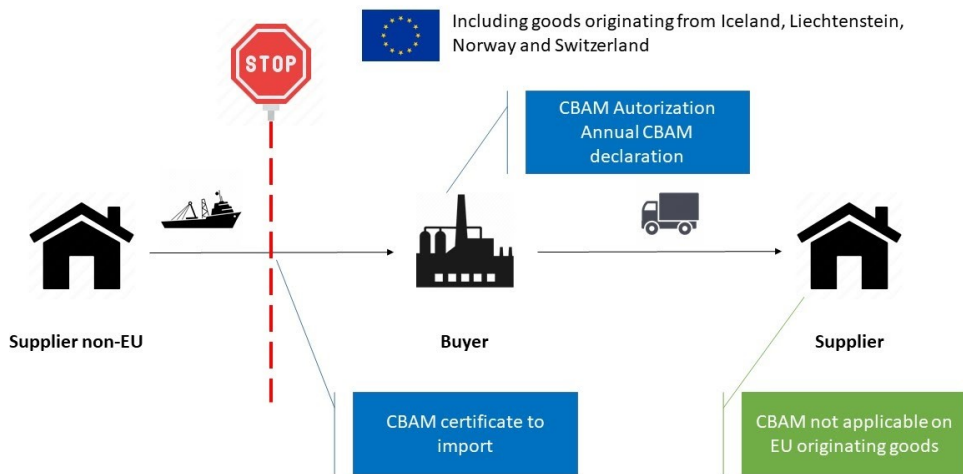 Including goods originating from Iceland, Liechtenstein,
Norway and Switzerland
STOP
CBAM Autorization
Annual CBAM
declaration
Supplier non-EU
Buyer
Supplier
CBAM certificate to
import
CBAM not applicable on
EU originating goods